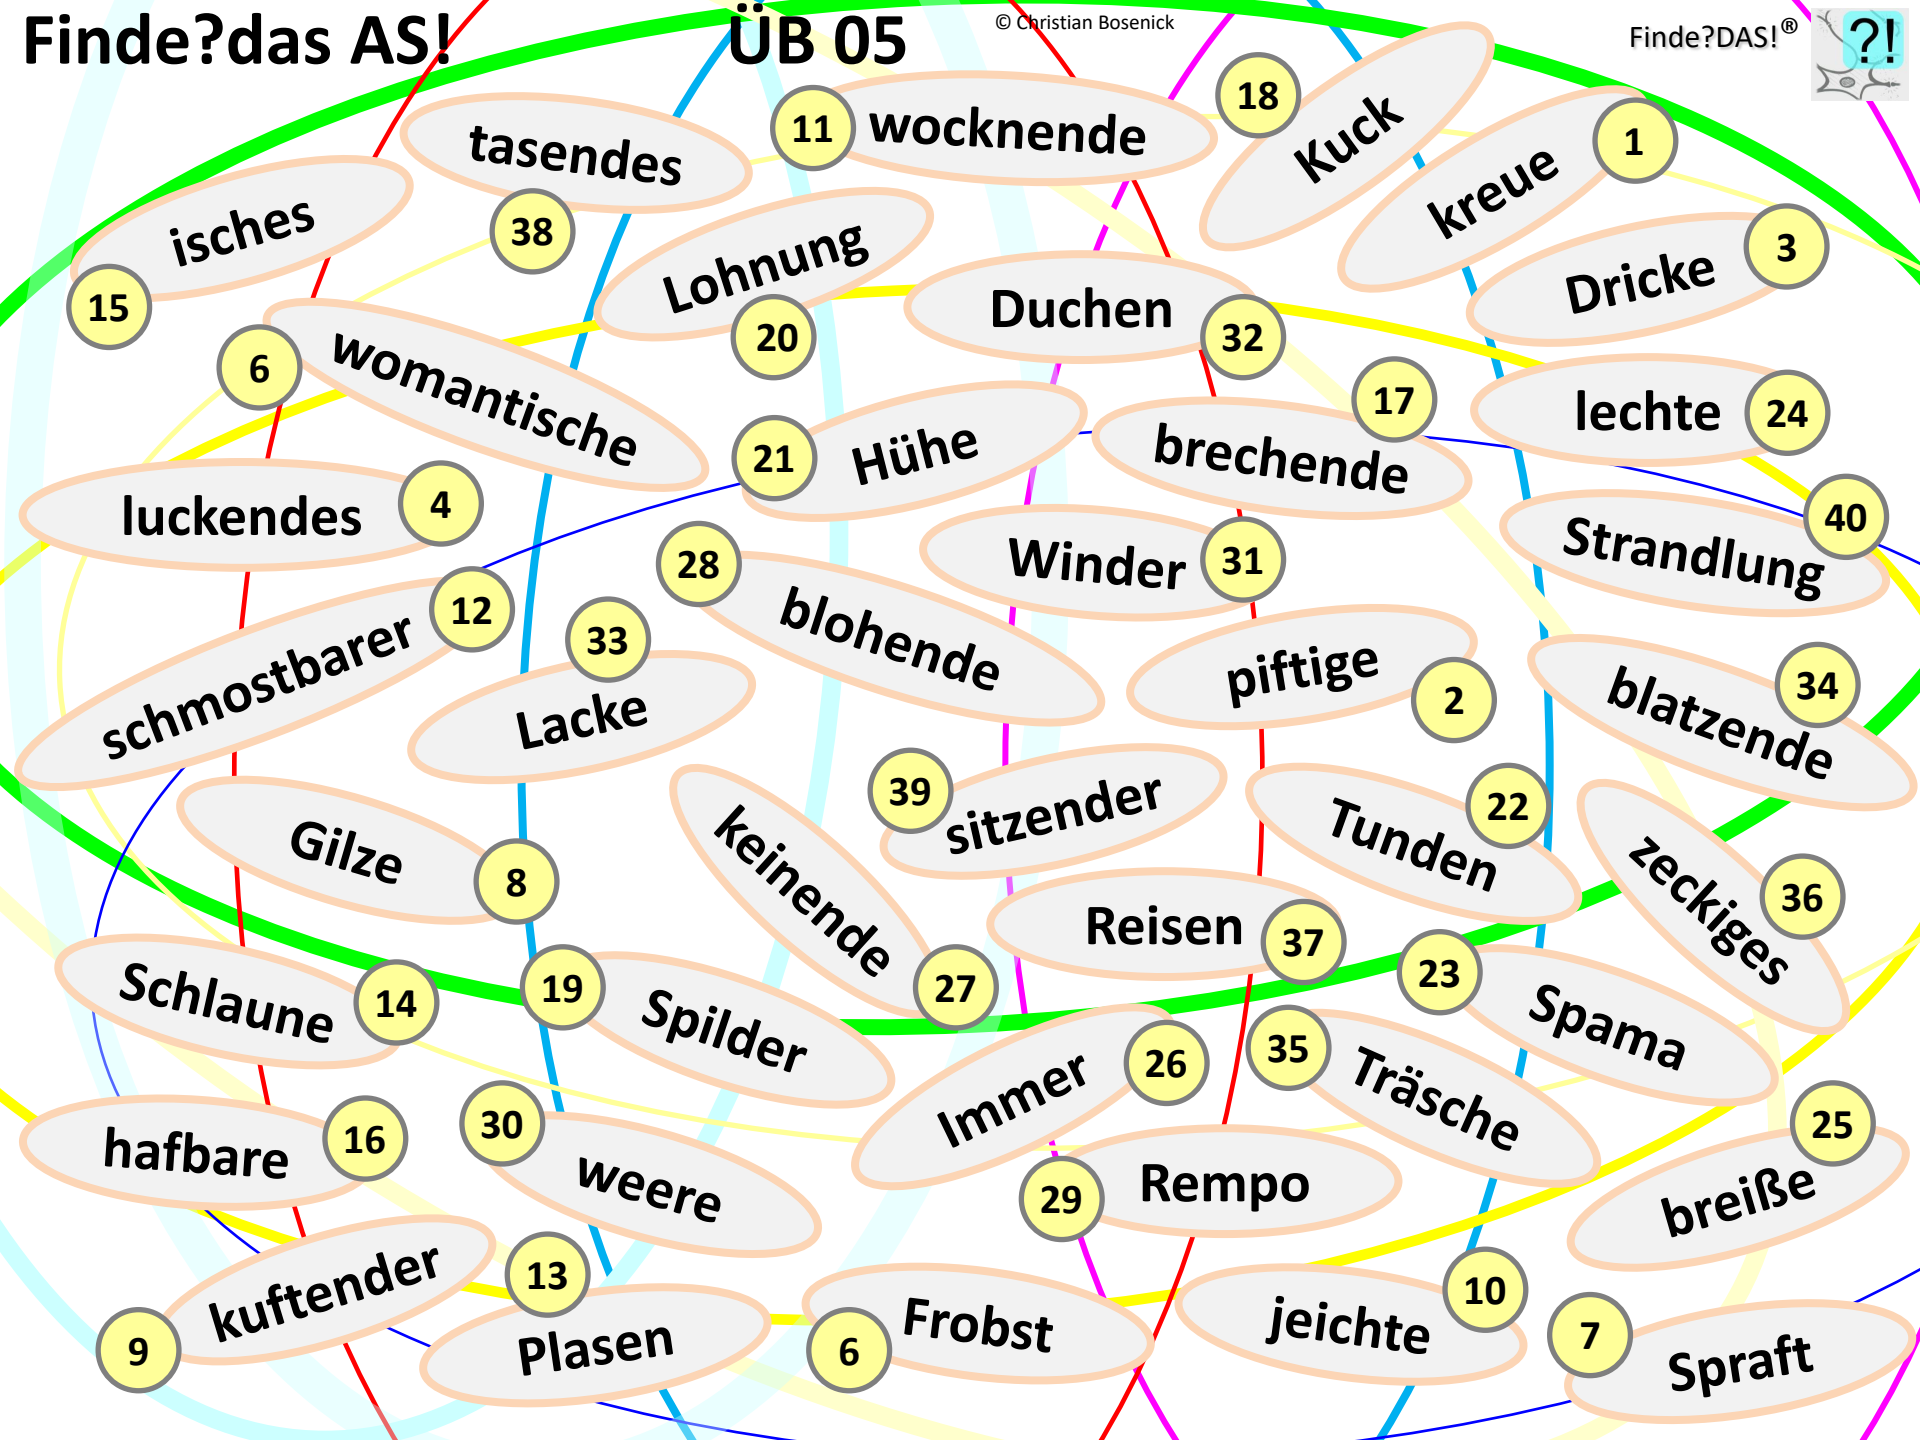 Finde?das AS!
ÜB 05
© Christian Bosenick
Finde?DAS!®
?!
tasendes
38
11
wocknende
18
Kuck
kreue
1
isches
15
Lohnung
20
Duchen
32
Dricke
3
6
womantische
21
Hühe
brechende
17
lechte
24
luckendes
4
28
blohende
Winder
31
Strandlung
40
schmostbarer
12
33
Lacke
piftige
2
blatzende
34
Gilze
8
keinende
27
39
sitzender
Tunden
22
zeckiges
36
Reisen
37
Schlaune
14
19
Spilder
Immer
26
35
Träsche
23
Spama
hafbare
16
30
weere
29
Rempo
breiße
25
9
kuftender
13
Plasen
6
Frobst
jeichte
10
7
Spraft